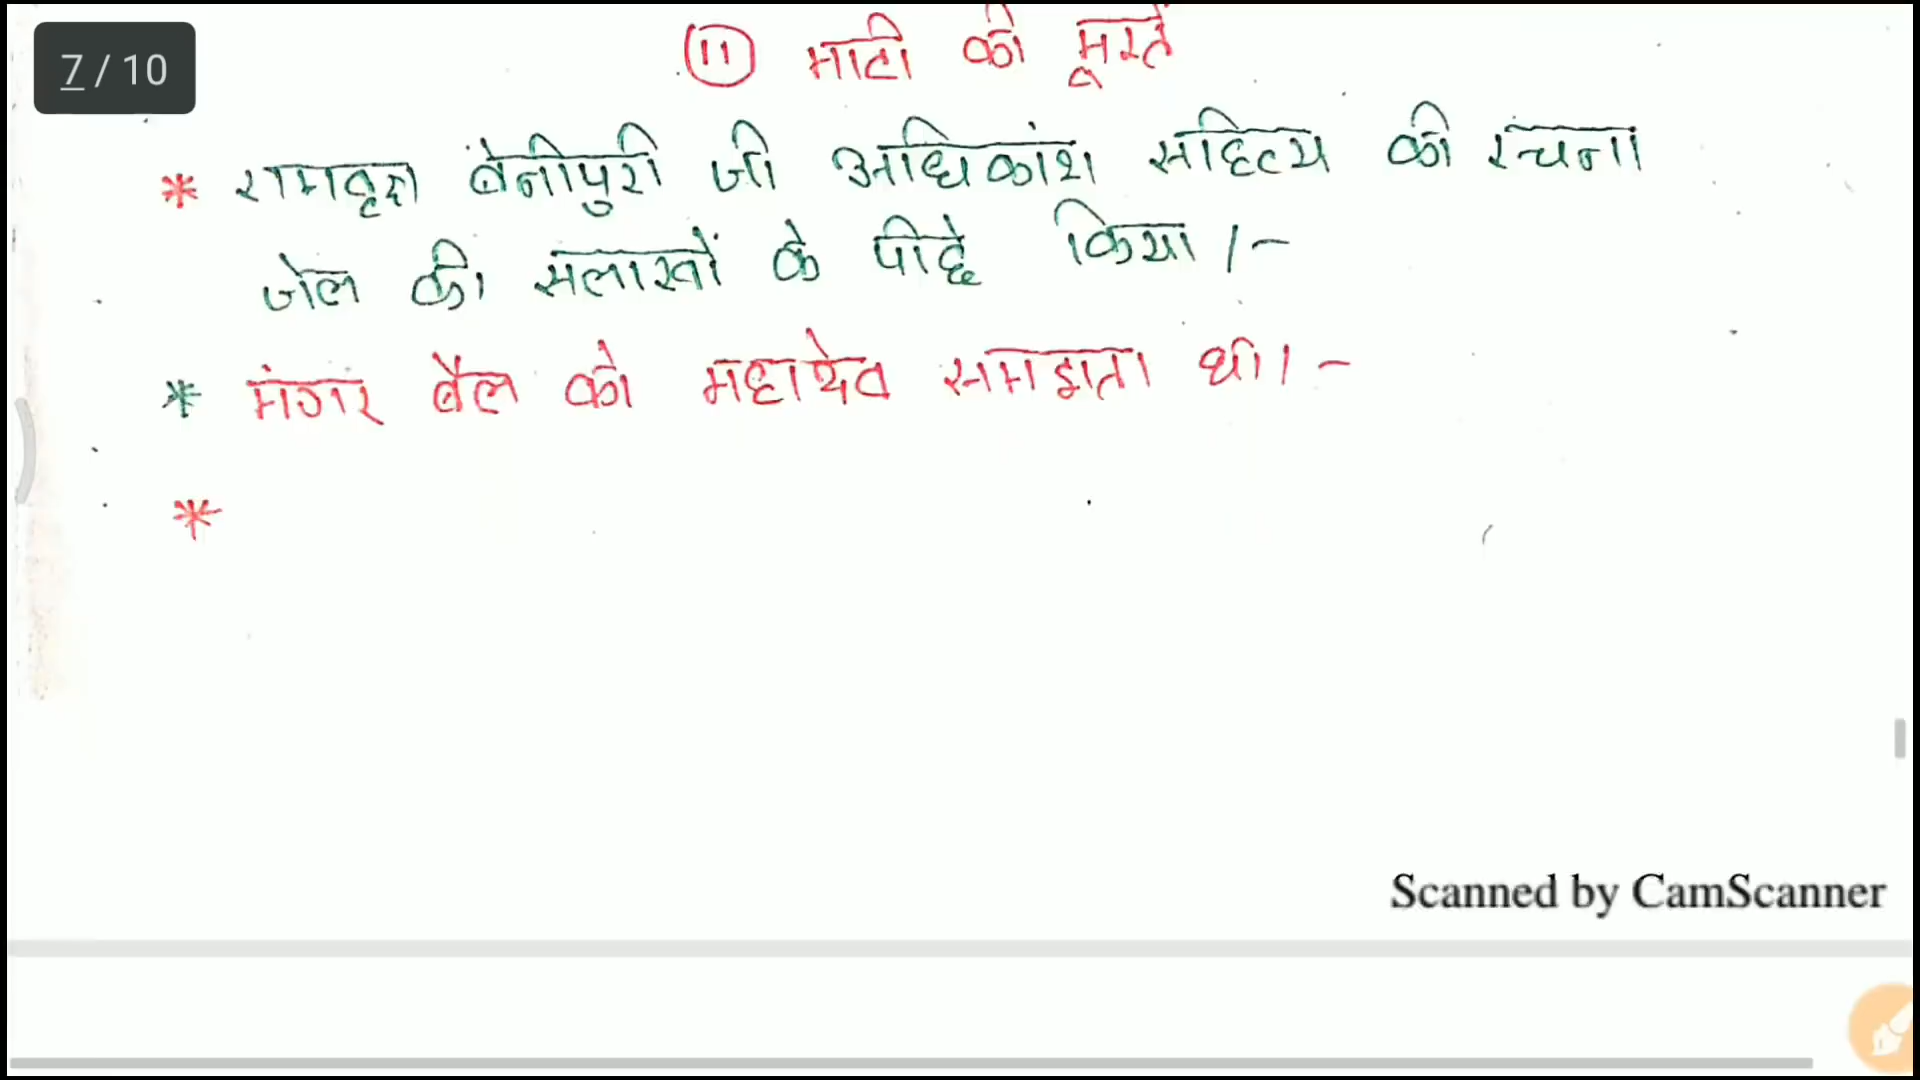 7 / 10
(11) माटी की मूरतें
* रामवृक्ष बेनीपुरी जी अधिकांश साहित्य की रचना
जेल की सलाखों के पीछे किया।-
* मंगर बैल को महादेव समझता था।-
*
Scanned by CamScanner